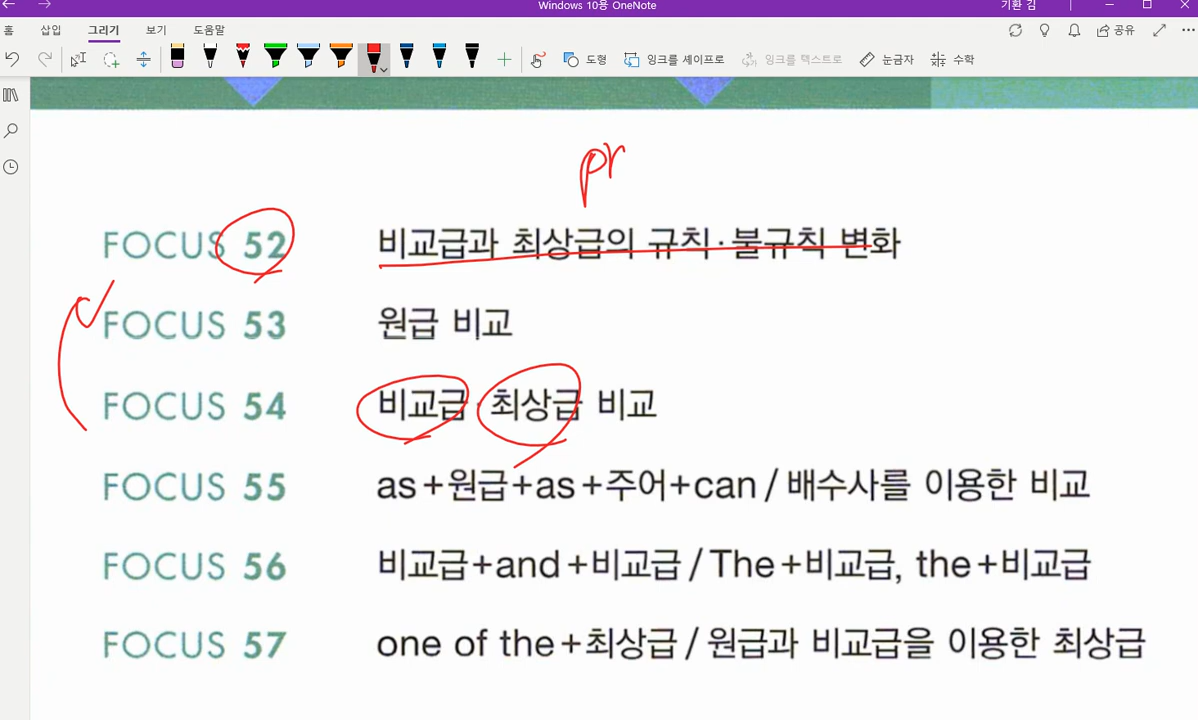 Windows 10용 OneNote
기환 김
홈 삽입 그리기 보기 도움말
공유
도형 잉크를 셰이프로 잉크를 텍스트로 눈금자 수학
pr
FOCUS 52 비교급과 최상급의 규칙·불규칙 변화
FOCUS 53 원급 비교
FOCUS 54 비교급·최상급 비교
FOCUS 55 as+원급+as+주어+can / 배수사를 이용한 비교
FOCUS 56 비교급+and+비교급 / The+비교급, the+비교급
FOCUS 57 one of the+최상급 / 원급과 비교급을 이용한 최상급